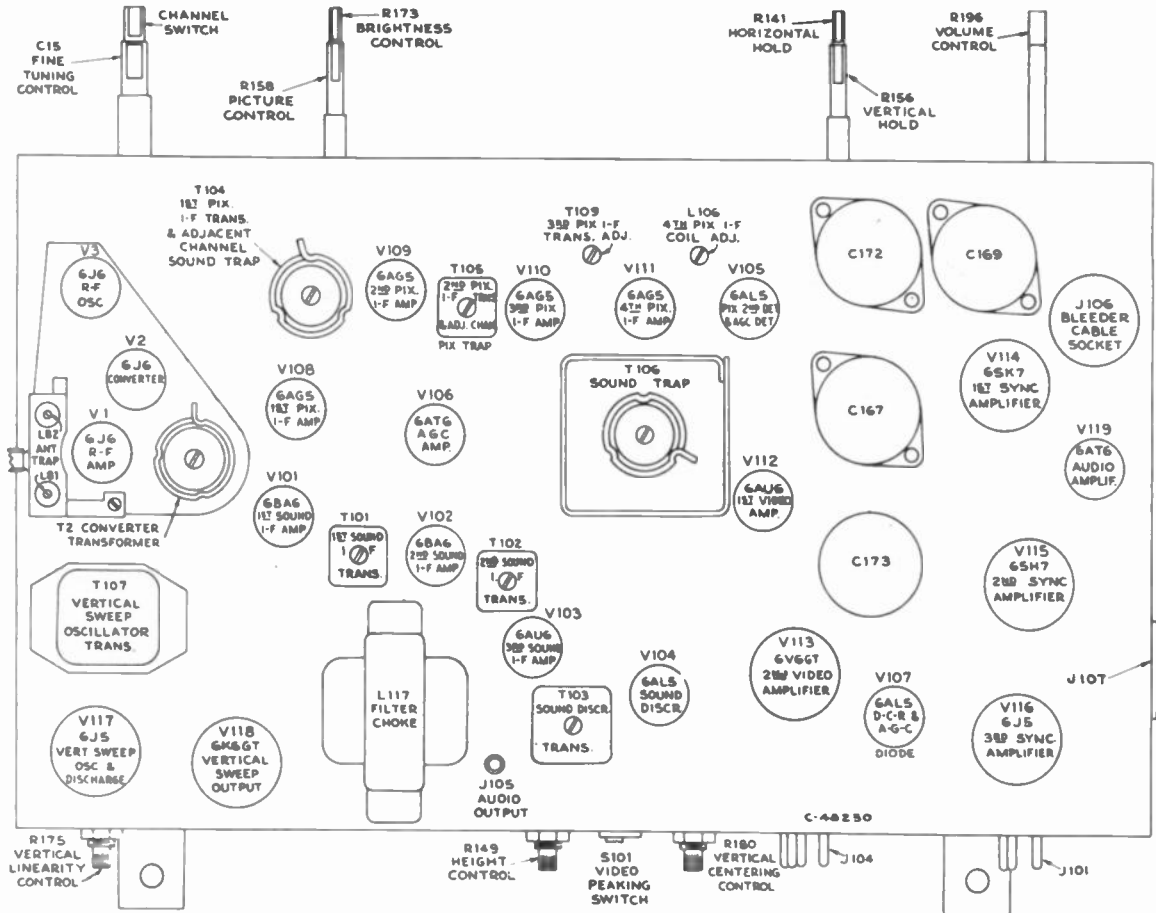 CHANNEL
SWITCH
C15
FINE
TUNING
CONTROL
R173
BRIGHTNESS
CONTROL
R158
PICTURE
CONTROL
R141
HORIZONTAL
HOLD
R156
VERTICAL
HOLD
R196
VOLUME
CONTROL
T104
1ST PIX.
I-F TRANS.
& ADJACENT
CHANNEL
SOUND TRAP
V3
6J6
R-F
OSC
V2
6J6
CONVERTER
V1
6J6
R-F
AMP
L82
ANT
TRAP
L81
T2 CONVERTER
TRANSFORMER
V109
6AG5
2ND PIX.
I-F AMP
T105
2ND PIX.
I-F TRANS
& ADJ. CHAN.
PIX TRAP
V110
6AG5
3RD PIX
I-F AMP
T109
3RD PIX I-F
TRANS. ADJ.
V111
6AG5
4TH PIX.
I-F AMP
L106
4TH PIX I-F
COIL ADJ.
V105
6AL5
PIX 2ND DET
& AGC DET
C172
C169
J106
BLEEDER
CABLE
SOCKET
V108
6AG5
1ST PIX.
I-F AMP
V106
6AT6
AGC
AMP.
T106
SOUND TRAP
C167
V114
6SK7
1ST SYNC
AMPLIFIER
V119
6AT6
AUDIO
AMPLIF.
V101
6BA6
1ST SOUND
I-F AMP
T101
1ST SOUND
I F
TRANS.
V102
6BA6
2ND SOUND
I-F AMP
T102
2ND SOUND
I. F
TRANS.
V112
6AU6
1ST VIDEO
AMP.
C173
V115
6SH7
2ND SYNC
AMPLIFIER
T107
VERTICAL
SWEEP
OSCILLATOR
TRANS.
V103
6AU6
3RD SOUND
I-F AMP
V104
6AL5
SOUND
DISCR.
V113
6V6GT
2ND VIDEO
AMPLIFIER
V107
6AL5
D-C-R &
A-G-C
DIODE
J107
V116
6J5
3RD SYNC.
AMPLIFIER
V117
6J5
VERT SWEEP
OSC &
DISCHARGE
V118
6K6GT
VERTICAL
SWEEP
OUTPUT
L117
FILTER
CHOKE
T103
SOUND DISCR.
TRANS.
J105
AUDIO
OUTPUT
C-48250
R175
VERTICAL
LINEARITY
CONTROL
R149
HEIGHT
CONTROL
S101
VIDEO
PEAKING
SWITCH
R180
VERTICAL
CENTERING
CONTROL
J104
J101